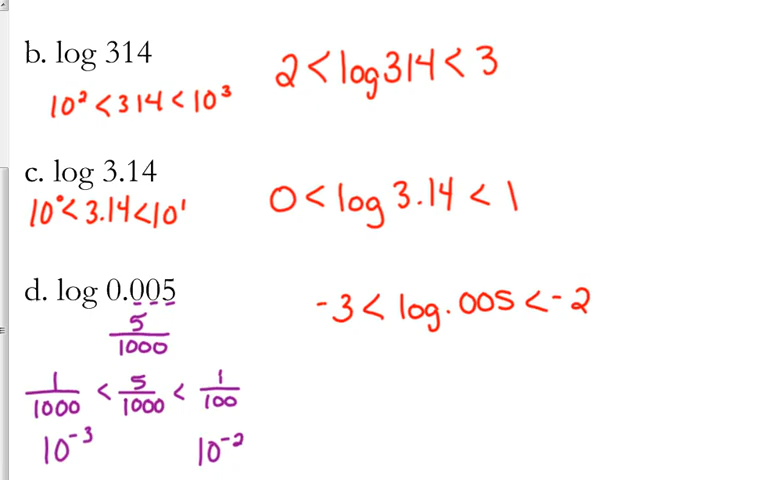 b. log 314
2 < log 314 < 3
10² < 314 < 10³
c. log 3.14
10⁰ < 3.14 < 10¹
0 < log 3.14 < 1
d. log 0.005
-3 < log .005 < -2
5/1000
1/1000 < 5/1000 < 1/100
10⁻³ 10⁻²